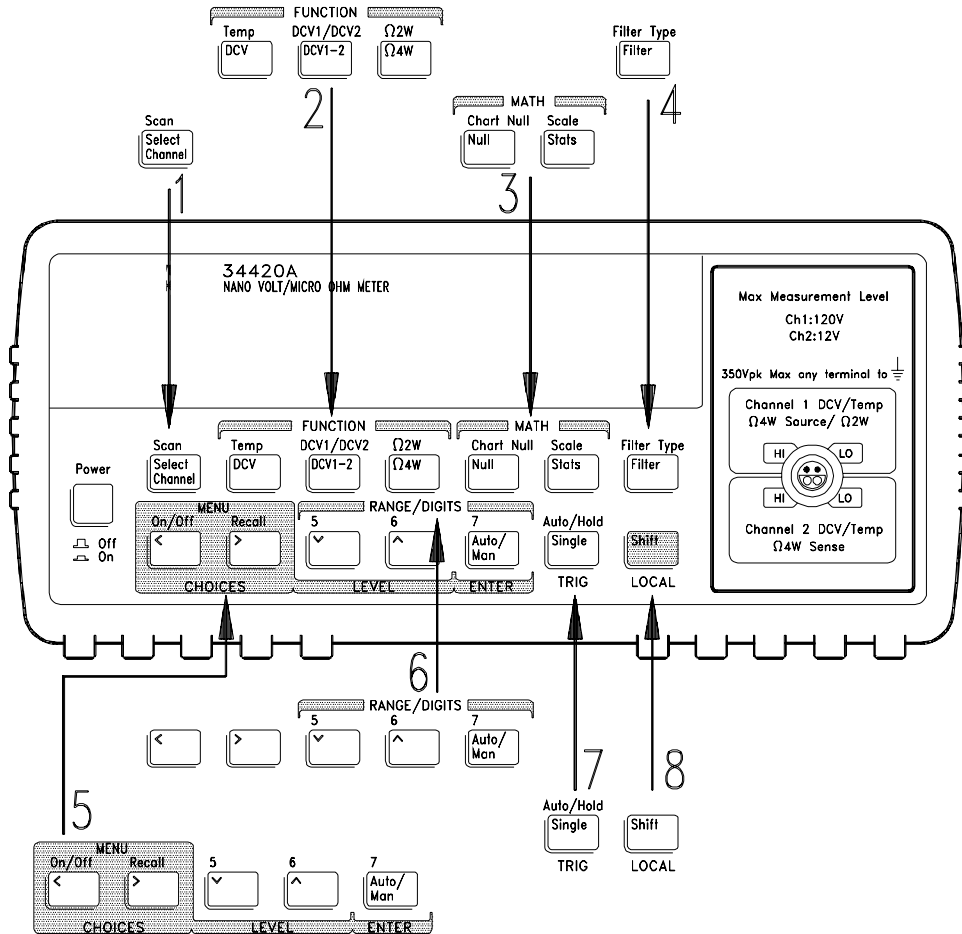 FUNCTION
Temp DCV1/DCV2 Ω2W
DCV DCV1-2 Ω4W
Filter Type
Filter
2
4
MATH
Chart Null Scale
Null Stats
Scan
Select
Channel
1
3
34420A
NANO VOLT/MICRO OHM METER
Max Measurement Level
Ch1:120V
Ch2:12V
350Vpk Max any terminal to
Channel 1 DCV/Temp
Ω4W Source/ Ω2W
HI LO
HI LO
Channel 2 DCV/Temp
Ω4W Sense
FUNCTION MATH
Scan Temp DCV1/DCV2 Ω2W Chart Null Scale Filter Type
Select
Channel
DCV DCV1-2 Ω4W Null Stats Filter
Power
Off
On
MENU
On/Off Recall
< >
CHOICES
RANGE/DIGITS
5 6 7
˅ ^ Auto/
Man
LEVEL ENTER
Auto/Hold
Single
TRIG
Shift
LOCAL
6
RANGE/DIGITS
5 6 7
< > ˅ ^ Auto/
Man
7
8
Auto/Hold
Single
TRIG
Shift
LOCAL
5
MENU
On/Off Recall 5 6 7
< > ˅ ^ Auto/
Man
CHOICES LEVEL ENTER